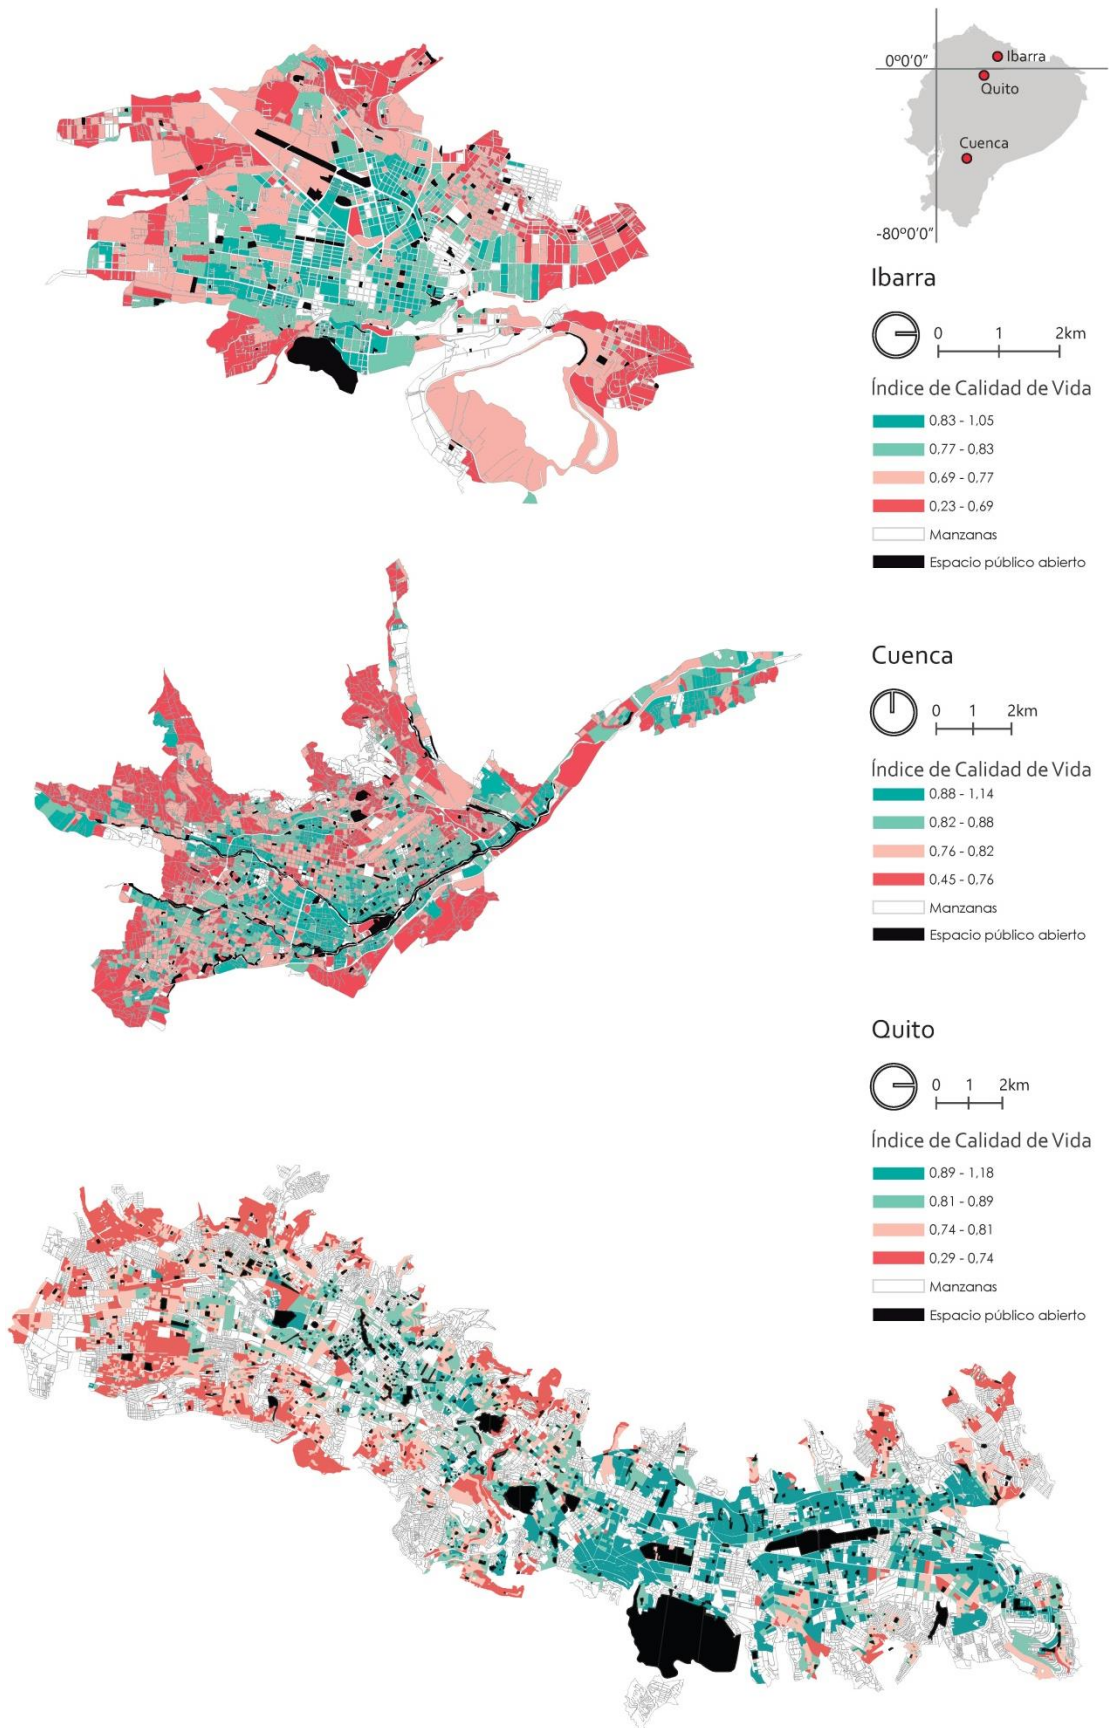 0º0'0"
Ibarra
Quito
Cuenca
-80º0'0"
Ibarra
0 1 2km
Índice de Calidad de Vida
0,83 - 1,05
0,77 - 0,83
0,69 - 0,77
0,23 - 0,69
Manzanas
Espacio público abierto
Cuenca
0 1 2km
Índice de Calidad de Vida
0,88 - 1,14
0,82 - 0,88
0,76 - 0,82
0,45 - 0,76
Manzanas
Espacio público abierto
Quito
0 1 2km
Índice de Calidad de Vida
0,89 - 1,18
0,81 - 0,89
0,74 - 0,81
0,29 - 0,74
Manzanas
Espacio público abierto